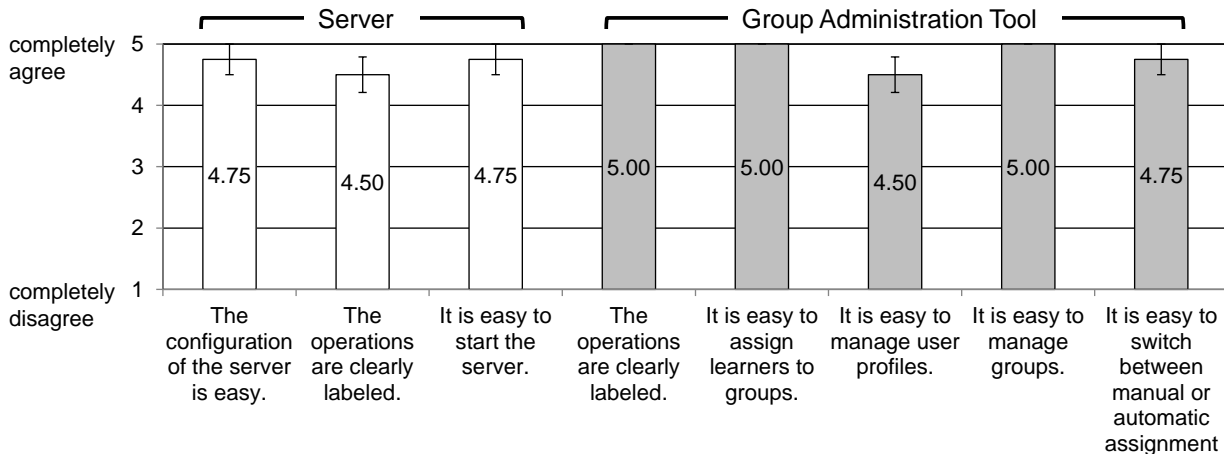 Server
Group Administration Tool
completely
agree
5
4
3
2
1
completely
disagree
4.75
4.50
4.75
5.00
5.00
4.50
5.00
4.75
The
configuration
of the server
is easy.
The
operations
are clearly
labeled.
It is easy to
start the
server.
The
operations
are clearly
labeled.
It is easy to
assign
learners to
groups.
It is easy to
manage user
profiles.
It is easy to
manage
groups.
It is easy to
switch
between
manual or
automatic
assignment